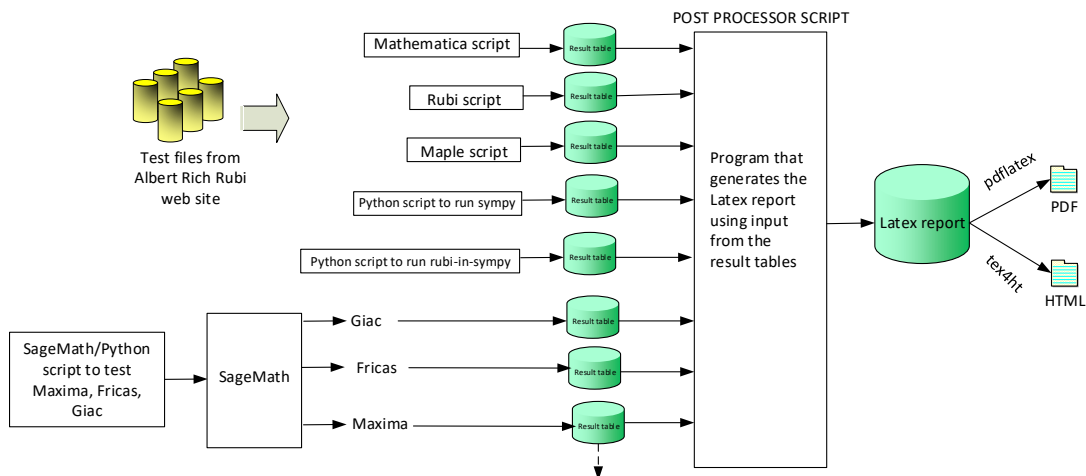 POST PROCESSOR SCRIPT
Mathematica script
Result table
Rubi script
Result table
Maple script
Result table
Python script to run sympy
Result table
Python script to run rubi-in-sympy
Result table
Test files from
Albert Rich Rubi
web site
Program that
generates the
Latex report
using input
from the
result tables
Latex report
pdflatex
PDF
tex4ht
HTML
SageMath/Python
script to test
Maxima, Fricas,
Giac
SageMath
Giac
Result table
Fricas
Result table
Maxima
Result table